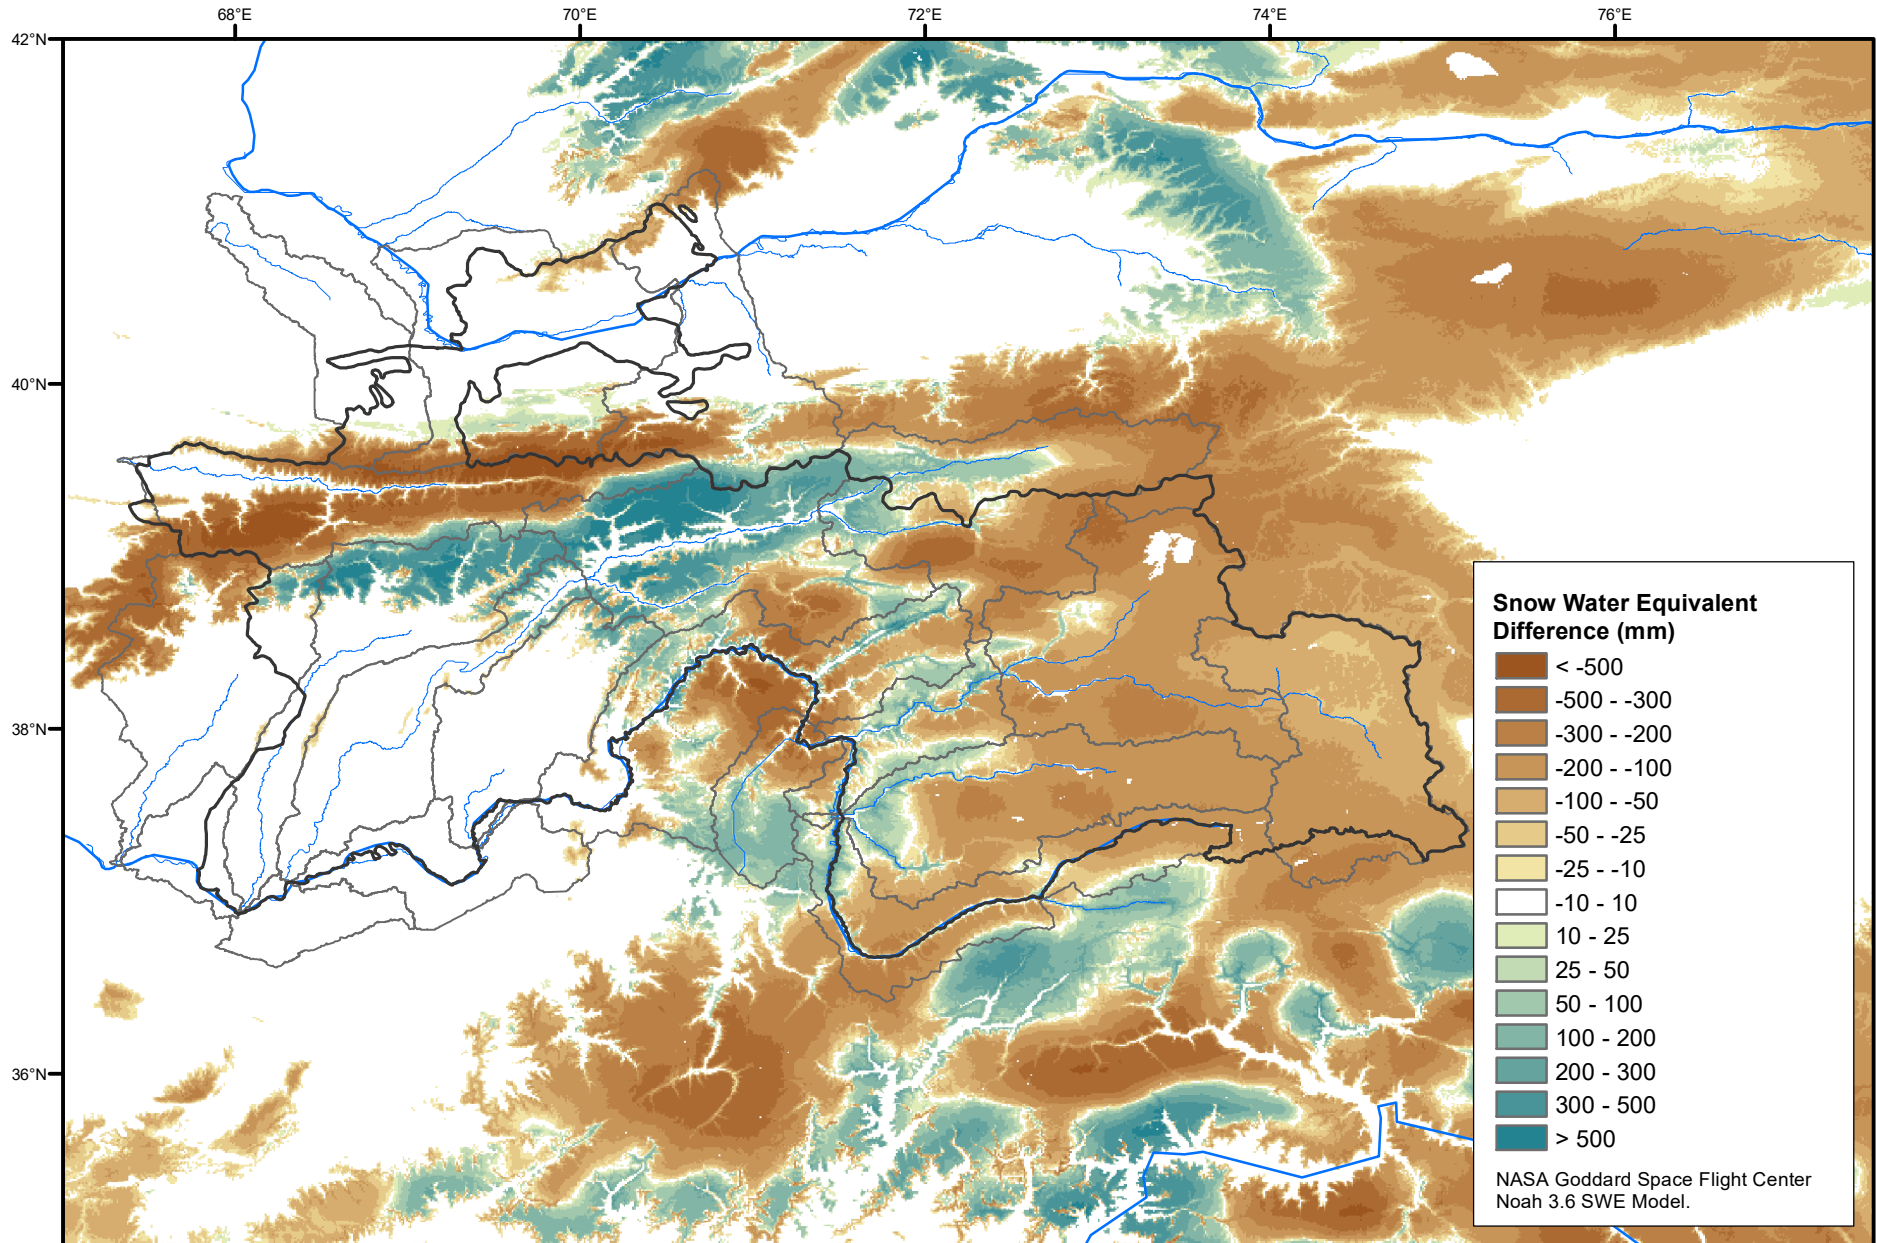 68°E
70°E
72°E
74°E
76°E
42°N
40°N
38°N
36°N
Snow Water Equivalent
Difference (mm)
< -500
-500 - -300
-300 - -200
-200 - -100
-100 - -50
-50 - -25
-25 - -10
-10 - 10
10 - 25
25 - 50
50 - 100
100 - 200
200 - 300
300 - 500
> 500
NASA Goddard Space Flight Center
Noah 3.6 SWE Model.